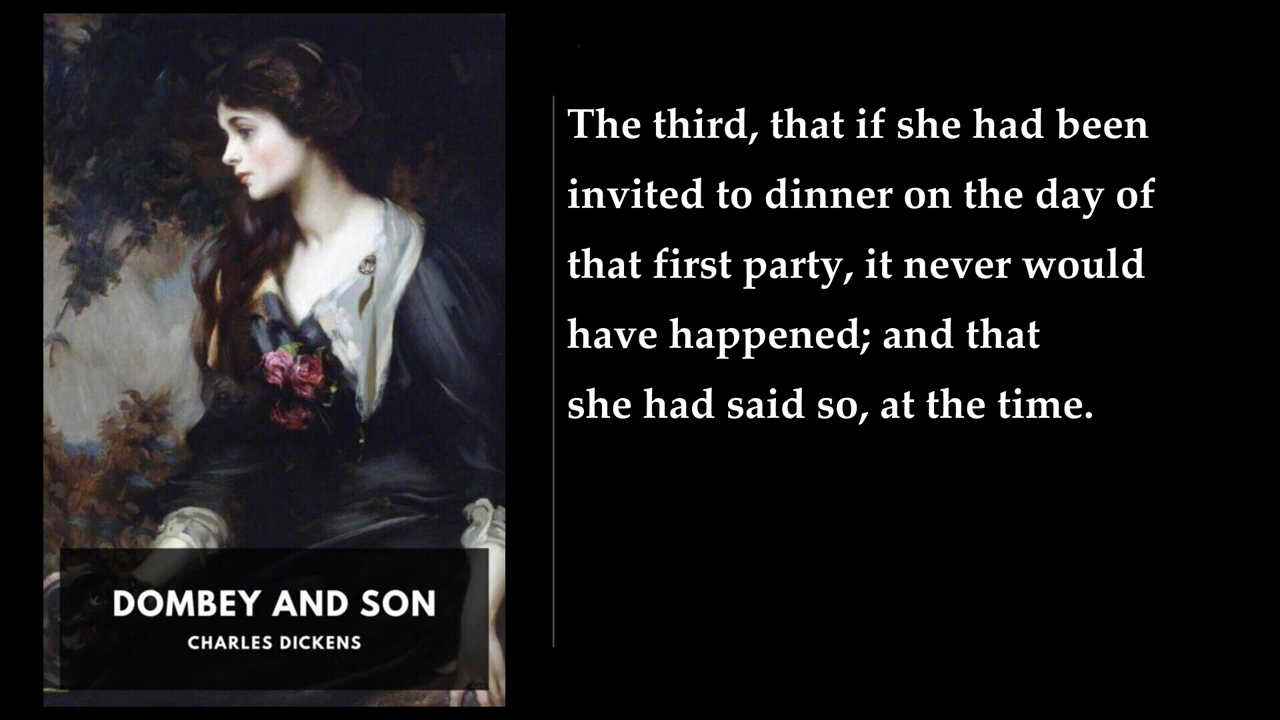 The third, that if she had been
invited to dinner on the day of
that first party, it never would
have happened; and that
she had said so, at the time.
DOMBEY AND SON
CHARLES DICKENS